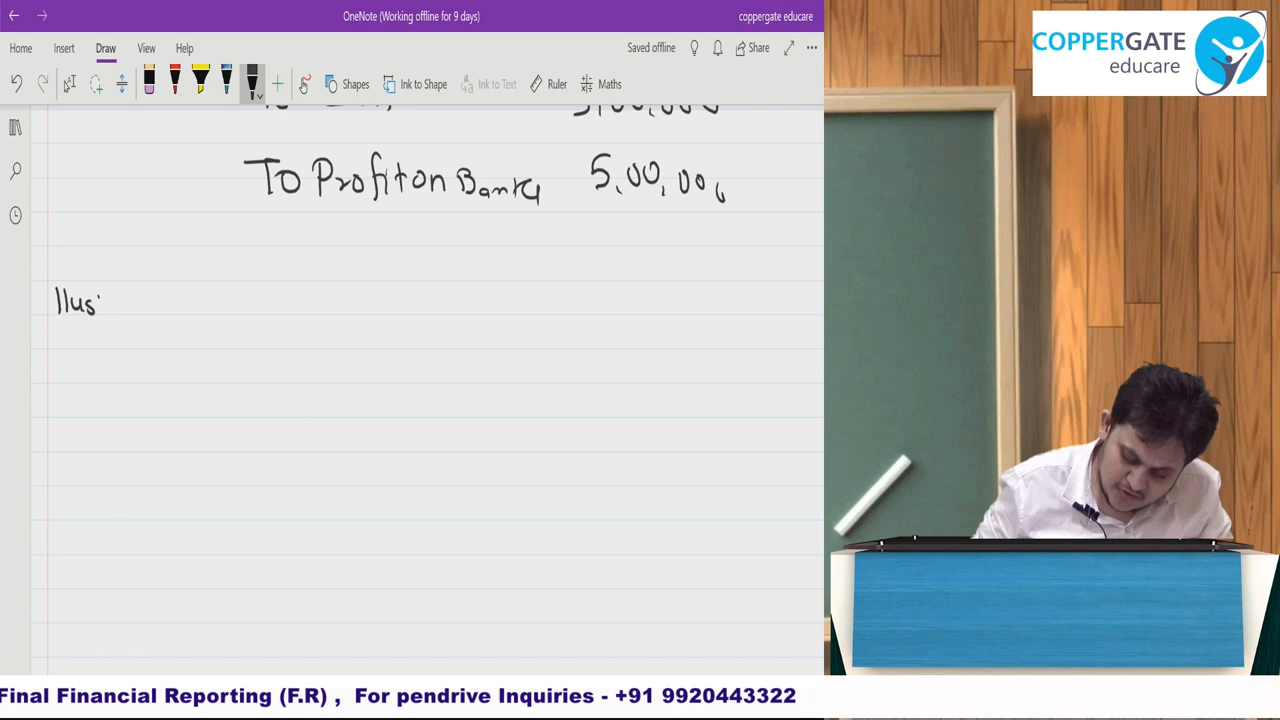 OneNote (Working offline for 9 days)
coppergate educare
Home Insert Draw View Help
Saved offline Share
Shapes Ink to Shape Ink to Text Ruler Maths
To Profit on 5,00,000
Illus
COPPERGATE
educare
Final Financial Reporting (F.R) , For pendrive Inquiries - +91 9920443322